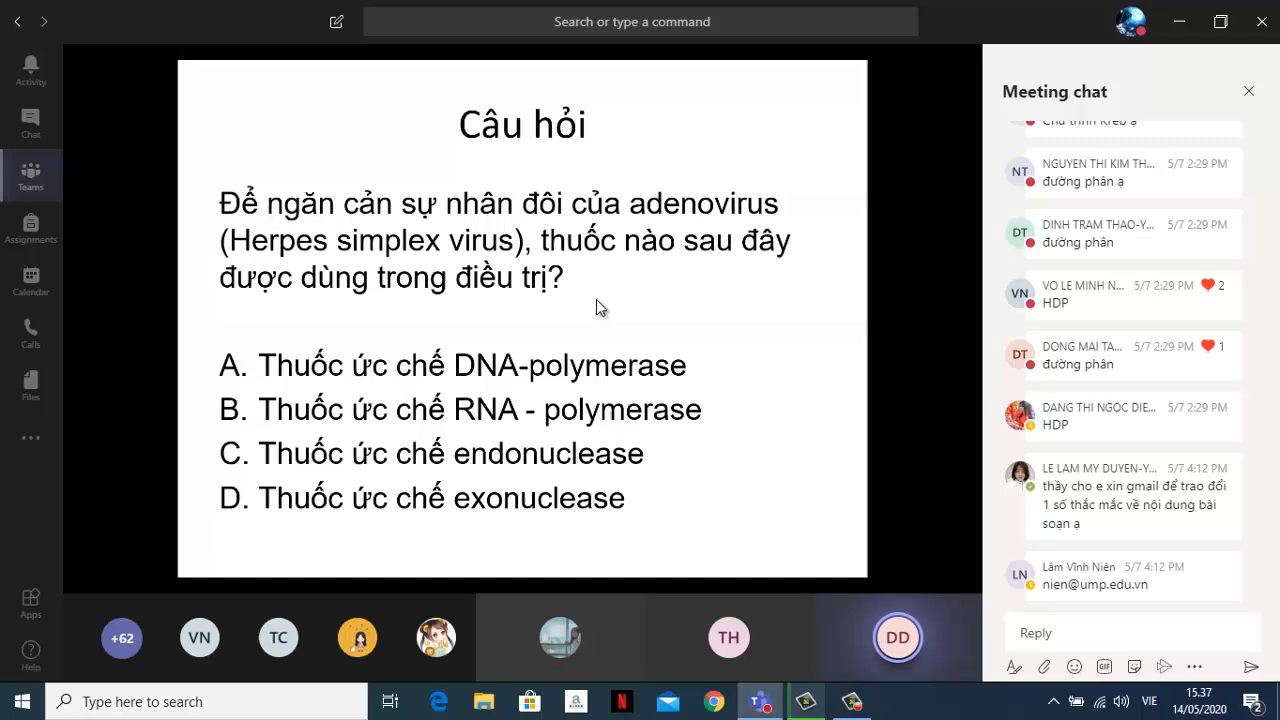 Search or type a command
Activity
Chat
Teams
Assignments
Calendar
Calls
Files
Apps
Help
Câu hỏi
Để ngăn cản sự nhân đôi của adenovirus
(Herpes simplex virus), thuốc nào sau đây
được dùng trong điều trị?
A. Thuốc ức chế DNA-polymerase
B. Thuốc ức chế RNA - polymerase
C. Thuốc ức chế endonuclease
D. Thuốc ức chế exonuclease
+62
VN
TC
TH
DD
Meeting chat
Chu trình Kreb ạ
NT
NGUYEN THI KIM TH... 5/7 2:29 PM
đường phân ạ
DT
DINH TRAM THAO-Y... 5/7 2:29 PM
đường phân
VN
VO LE MINH N... 5/7 2:29 PM 2
HDP
DT
DONG MAI TA... 5/7 2:29 PM 1
đường phân
DANG THI NGOC DIE... 5/7 2:29 PM
HDP
LE LAM MY DUYEN-Y... 5/7 4:12 PM
thầy cho e xin gmail để trao đổi
1 số thắc mắc về nội dung bài
soạn ạ
LN
Lâm Vĩnh Niên 5/7 4:12 PM
nien@ump.edu.vn
Reply
GIF
Type here to search
VIE
15.37
14/05/2020
2